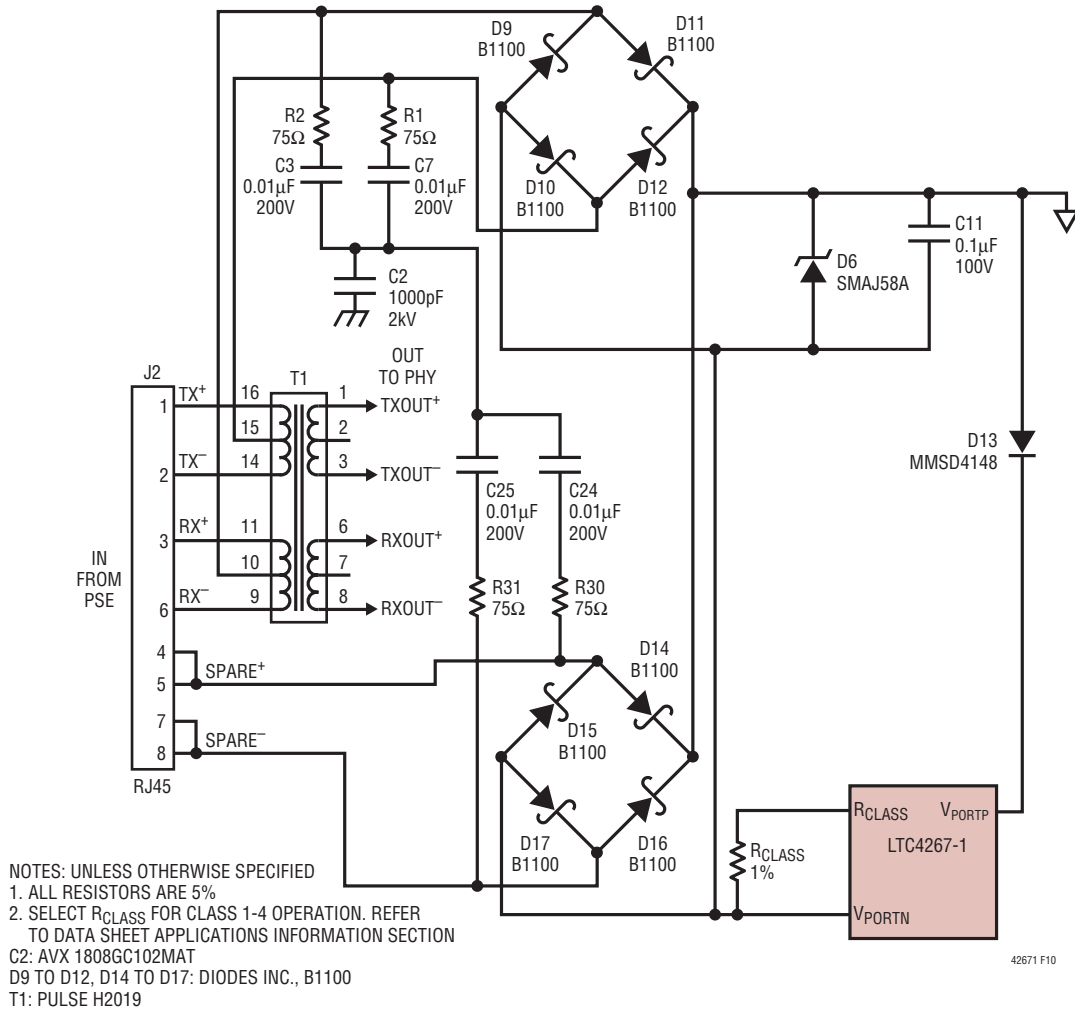 D9
B1100
D11
B1100
R2
75Ω
R1
75Ω
C3
0.01µF
200V
C7
0.01µF
200V
D10
B1100
D12
B1100
C11
0.1µF
100V
D6
SMAJ58A
C2
1000pF
2kV
OUT
TO PHY
J2
T1
1
TX+
16
1
TXOUT+
15
2
2
TX−
14
3
TXOUT−
D13
MMSD4148
C25
0.01µF
200V
C24
0.01µF
200V
3
RX+
11
6
RXOUT+
IN
FROM
PSE
10
7
6
RX−
9
8
RXOUT−
R31
75Ω
R30
75Ω
4
5
SPARE+
7
8
SPARE−
RJ45
D14
B1100
D15
B1100
D17
B1100
D16
B1100
RCLASS
1%
RCLASS
VPORTP
LTC4267-1
VPORTN
NOTES: UNLESS OTHERWISE SPECIFIED
1. ALL RESISTORS ARE 5%
2. SELECT RCLASS FOR CLASS 1-4 OPERATION. REFER
TO DATA SHEET APPLICATIONS INFORMATION SECTION
C2: AVX 1808GC102MAT
D9 TO D12, D14 TO D17: DIODES INC., B1100
T1: PULSE H2019
42671 F10